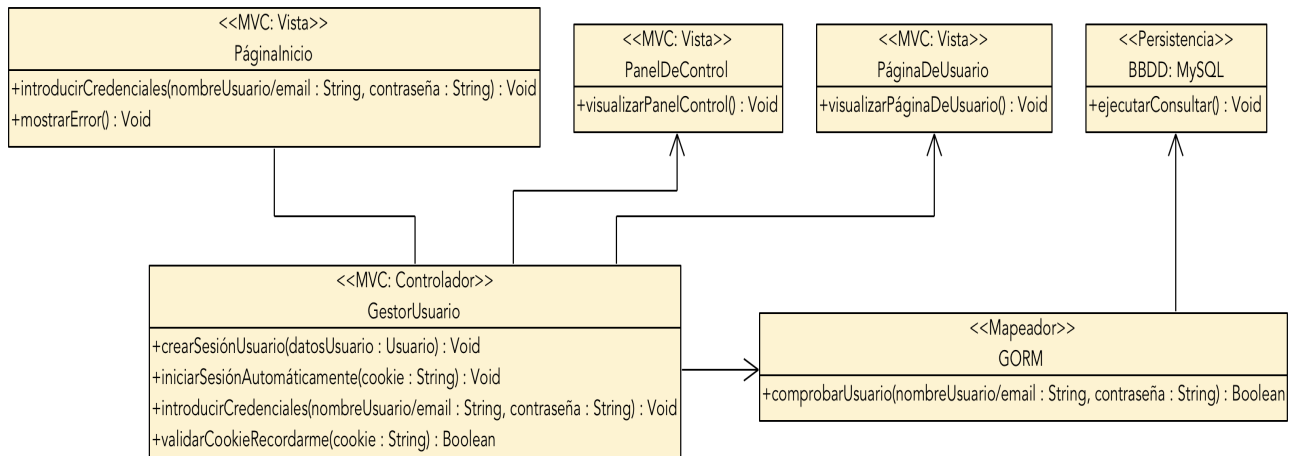 <<MVC: Vista>>
PáginaInicio
+introducirCredenciales(nombreUsuario/email : String, contraseña : String) : Void
+mostrarError() : Void
<<MVC: Vista>>
PanelDeControl
+visualizarPanelControl() : Void
<<MVC: Vista>>
PáginaDeUsuario
+visualizarPáginaDeUsuario() : Void
<<Persistencia>>
BBDD: MySQL
+ejecutarConsultar() : Void
<<MVC: Controlador>>
GestorUsuario
+crearSesiónUsuario(datosUsuario : Usuario) : Void
+iniciarSesiónAutomáticamente(cookie : String) : Void
+introducirCredenciales(nombreUsuario/email : String, contraseña : String) : Void
+validarCookieRecordarme(cookie : String) : Boolean
<<Mapeador>>
GORM
+comprobarUsuario(nombreUsuario/email : String, contraseña : String) : Boolean